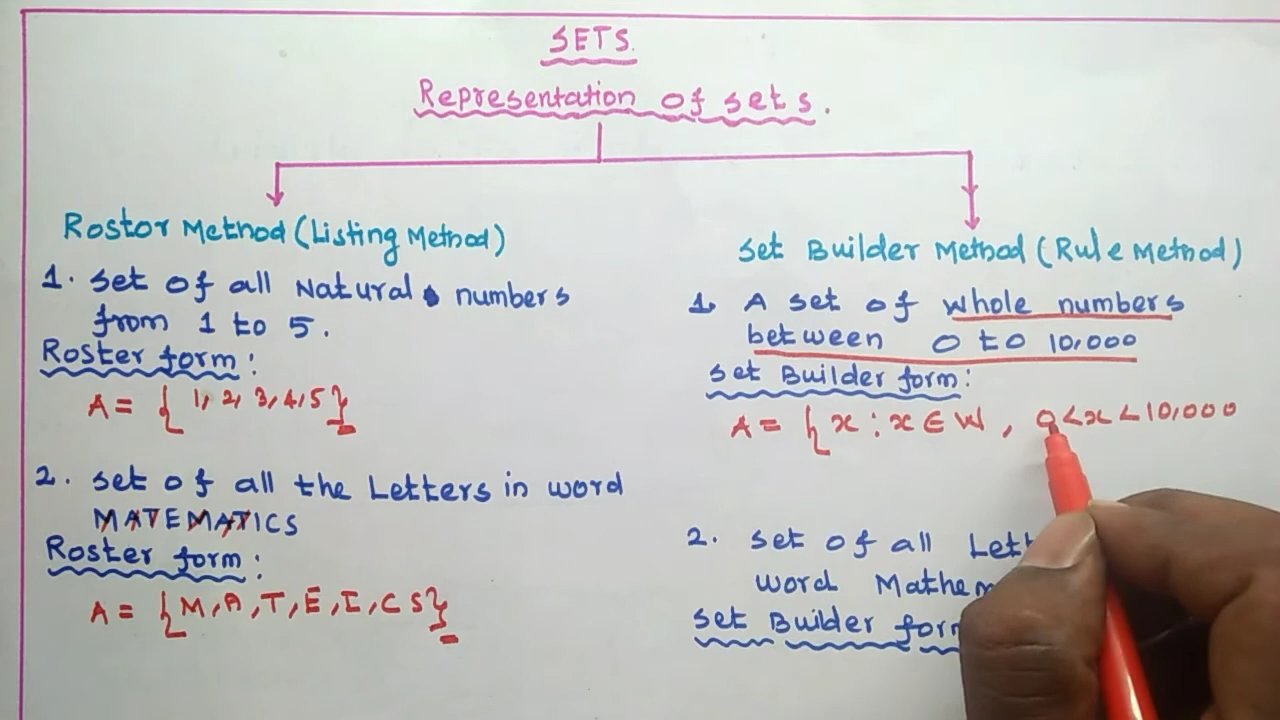 SETS.
Representation of sets.
Rostor Method (Listing Method)
1. set of all Natural numbers
from 1 to 5.
Roster form:
A = { 1, 2, 3, 4, 5 }
2. set of all the Letters in word
MATEMATICS
Roster form:
A = { M, A, T, E, I, C S }
set Builder Method (Rule Method)
1. A set of whole numbers
between 0 to 10,000
set Builder form:
A = { x : x ∈ W , 0 < x < 10,000
2. set of all
word
set Builder